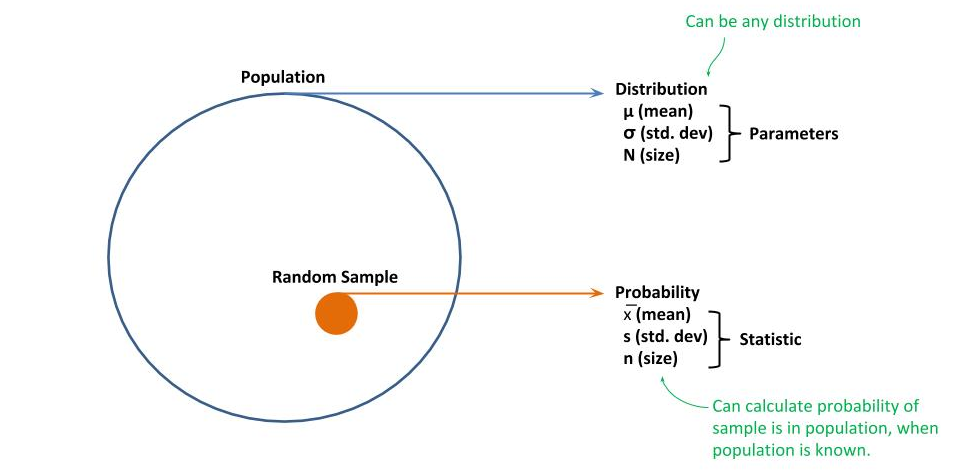 Can be any distribution
Population
Distribution
μ (mean)
σ (std. dev)
N (size)
Parameters
Random Sample
Probability
x̅ (mean)
s (std. dev)
n (size)
Statistic
Can calculate probability of
sample is in population, when
population is known.